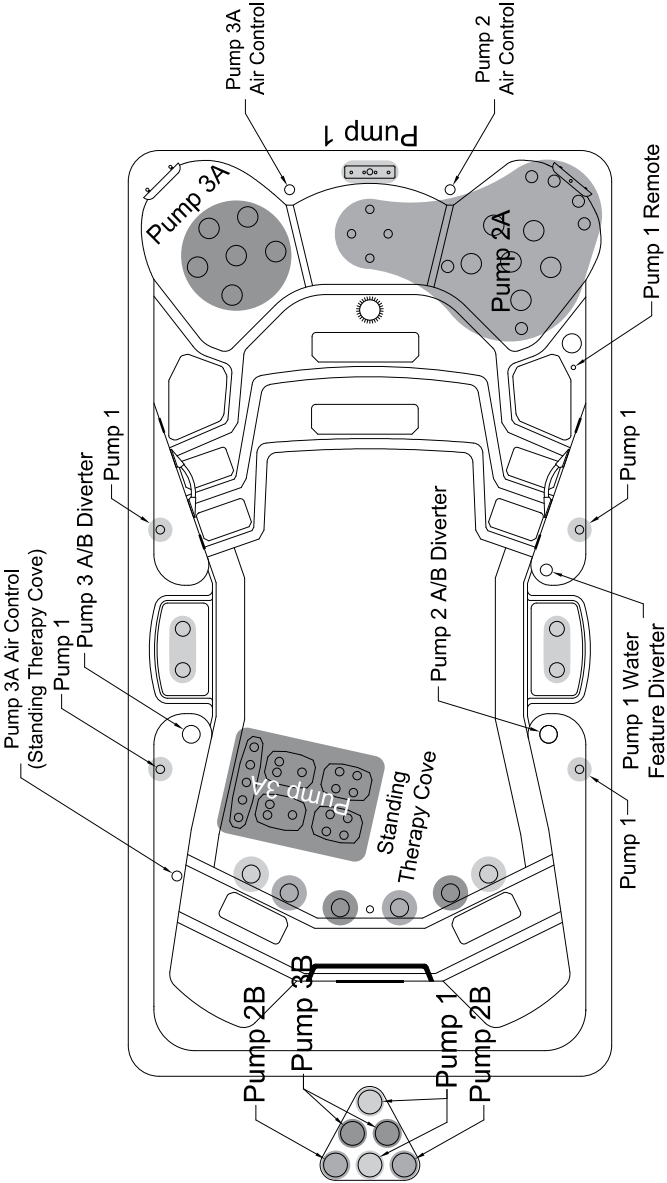 Pump 3A
Air Control
Pump 2
Air Control
Pump 1
Pump 3A
Pump 2A
Pump 1 Remote
Pump 1
Pump 1
Pump 3 A/B Diverter
Pump 1
Pump 3A Air Control
(Standing Therapy Cove)
Pump 2 A/B Diverter
Pump 1 Water
Feature Diverter
Pump 1
Pump 3A
Standing
Therapy Cove
Pump 2B
Pump 3B
Pump 1
Pump 2B